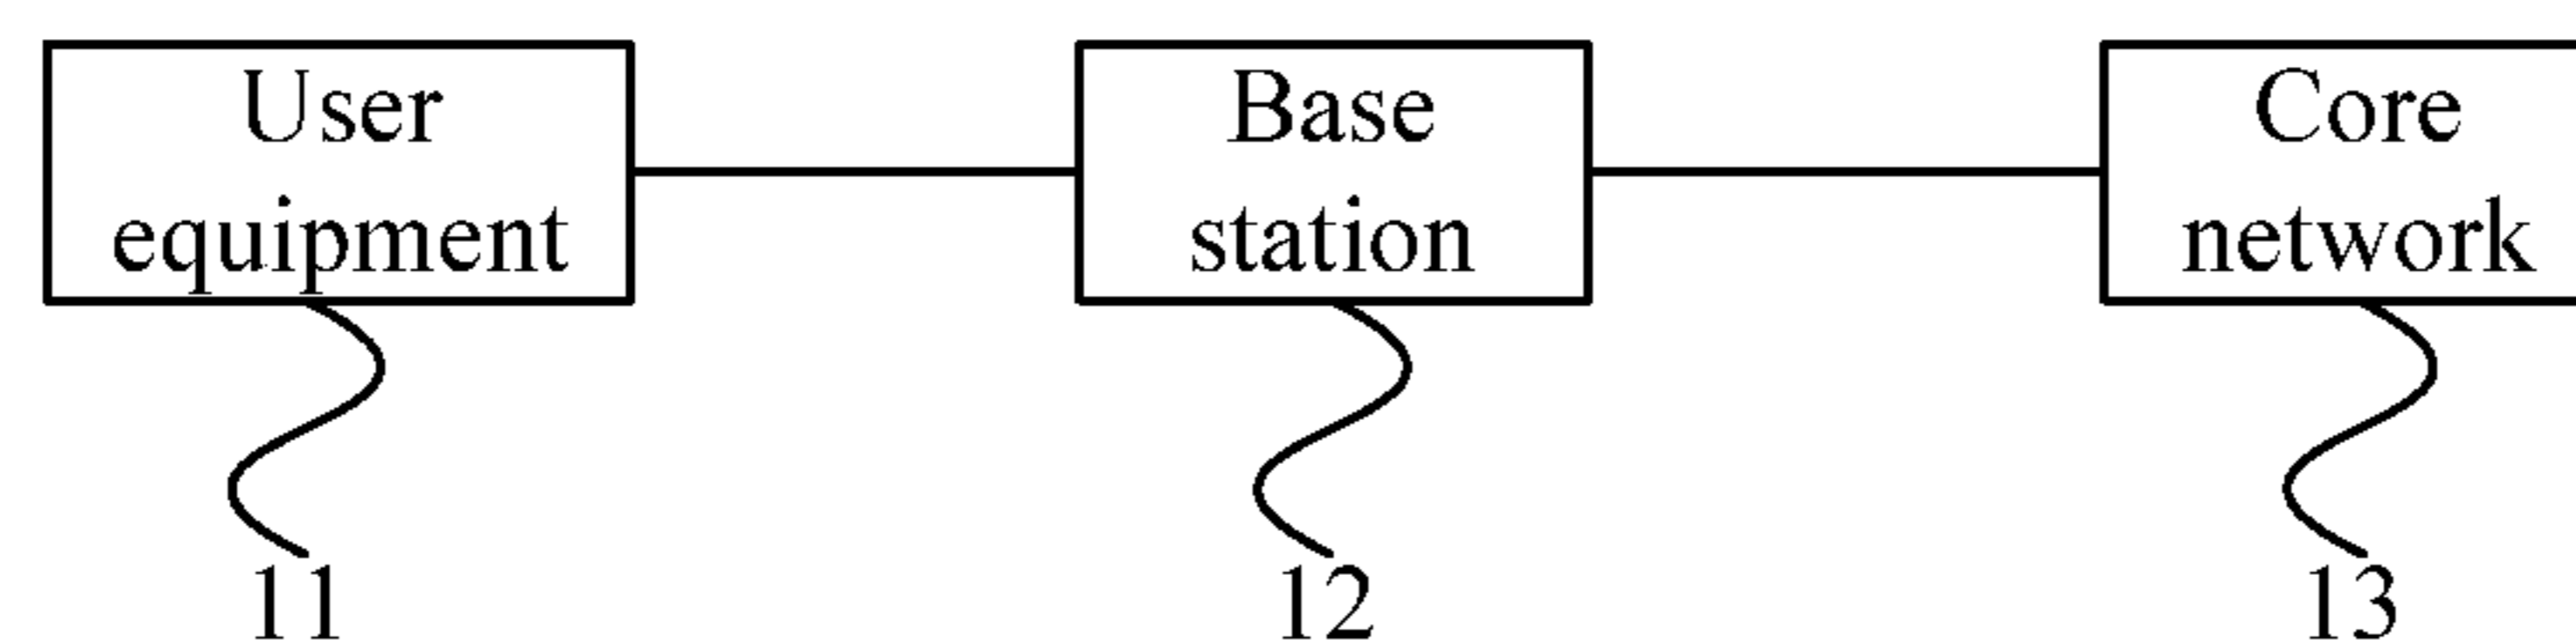 User
equipment
Base
station
Core
network
11
12
13